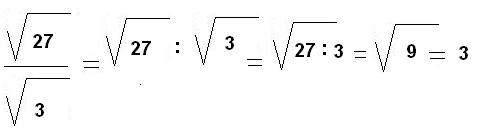 √27 / √3 = √27 : √3 = √27 : 3 = √9 = 3